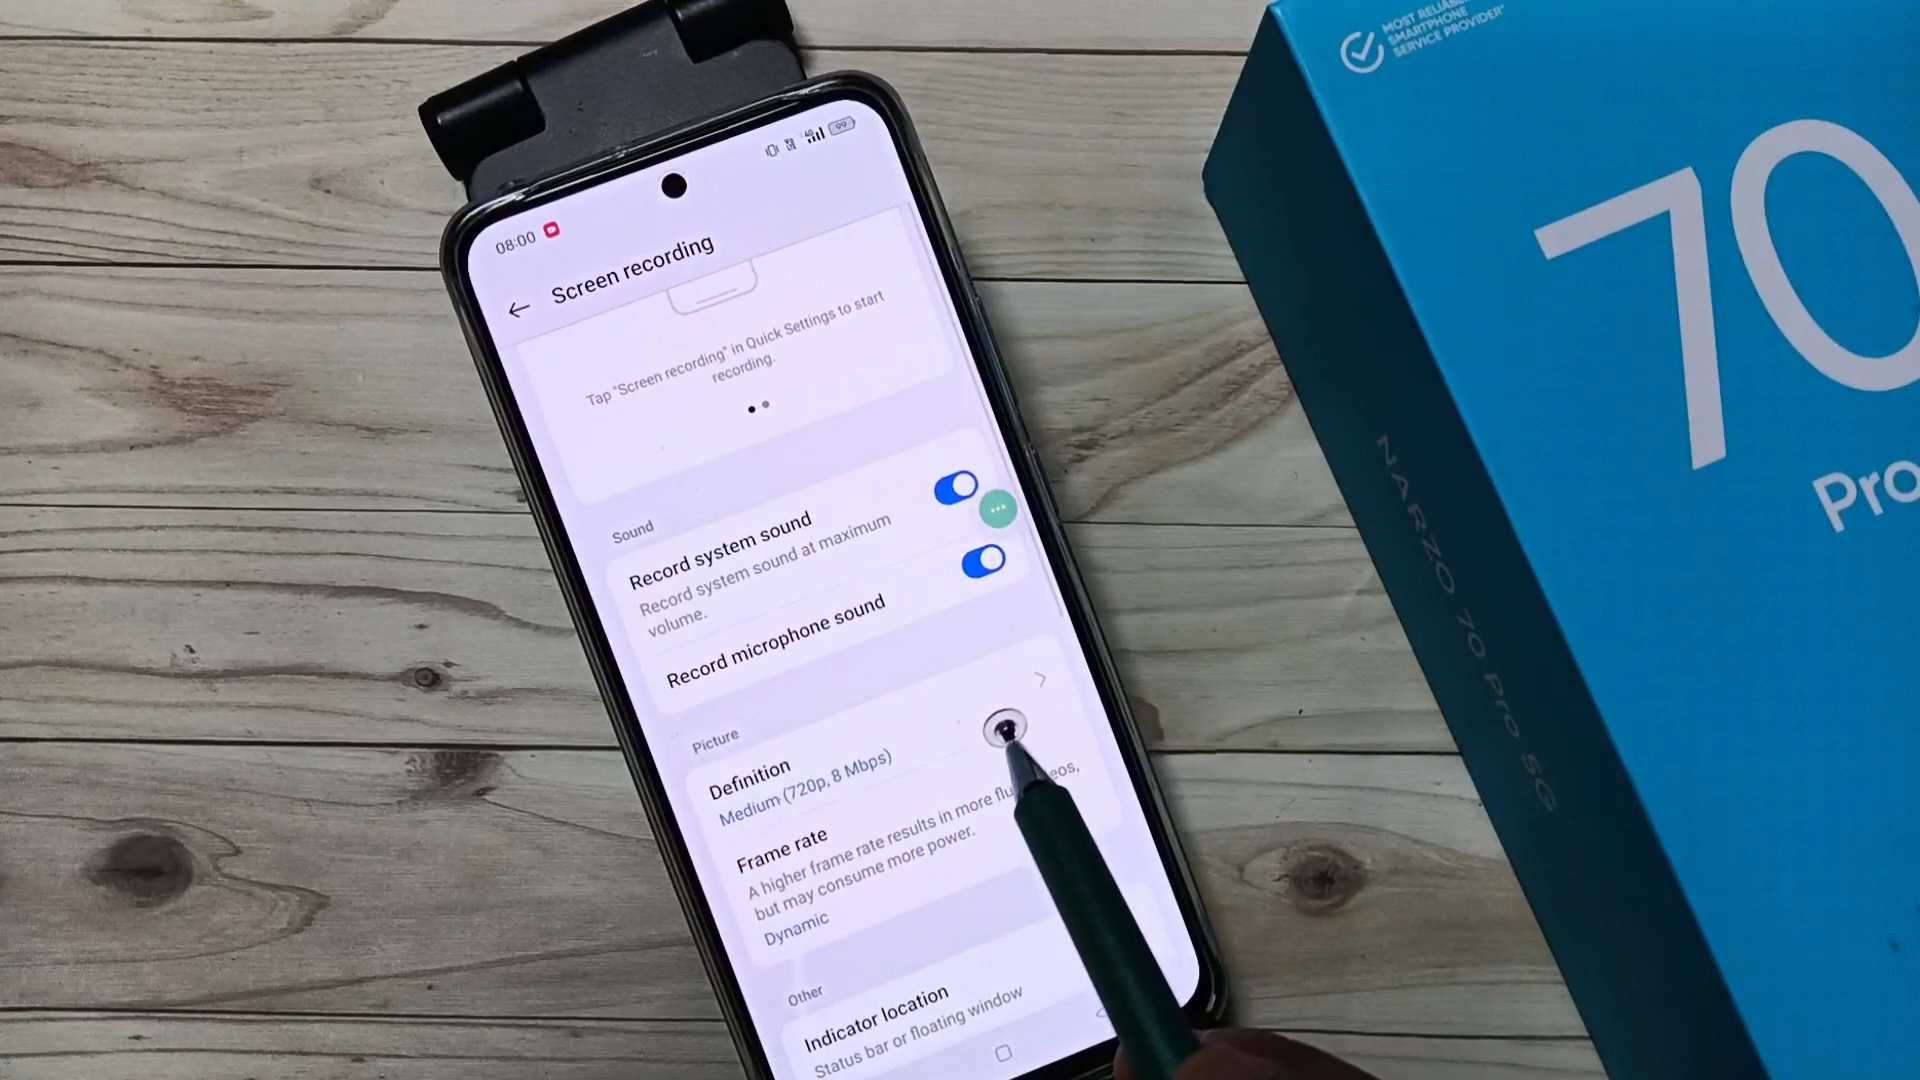 08:00
99
Screen recording
Tap "Screen recording" in Quick Settings to start
recording.
Sound
Record system sound
Record system sound at maximum
volume.
Record microphone sound
Picture
Definition
Medium (720p, 8 Mbps)
Frame rate
A higher frame rate results in more
but may consume more power.
Dynamic
Other
Indicator location
Status bar or floating window
MOST RELIABLE
SMARTPHONE
SERVICE PROVIDER*
70
Pro
NARZO 70 Pro 5G